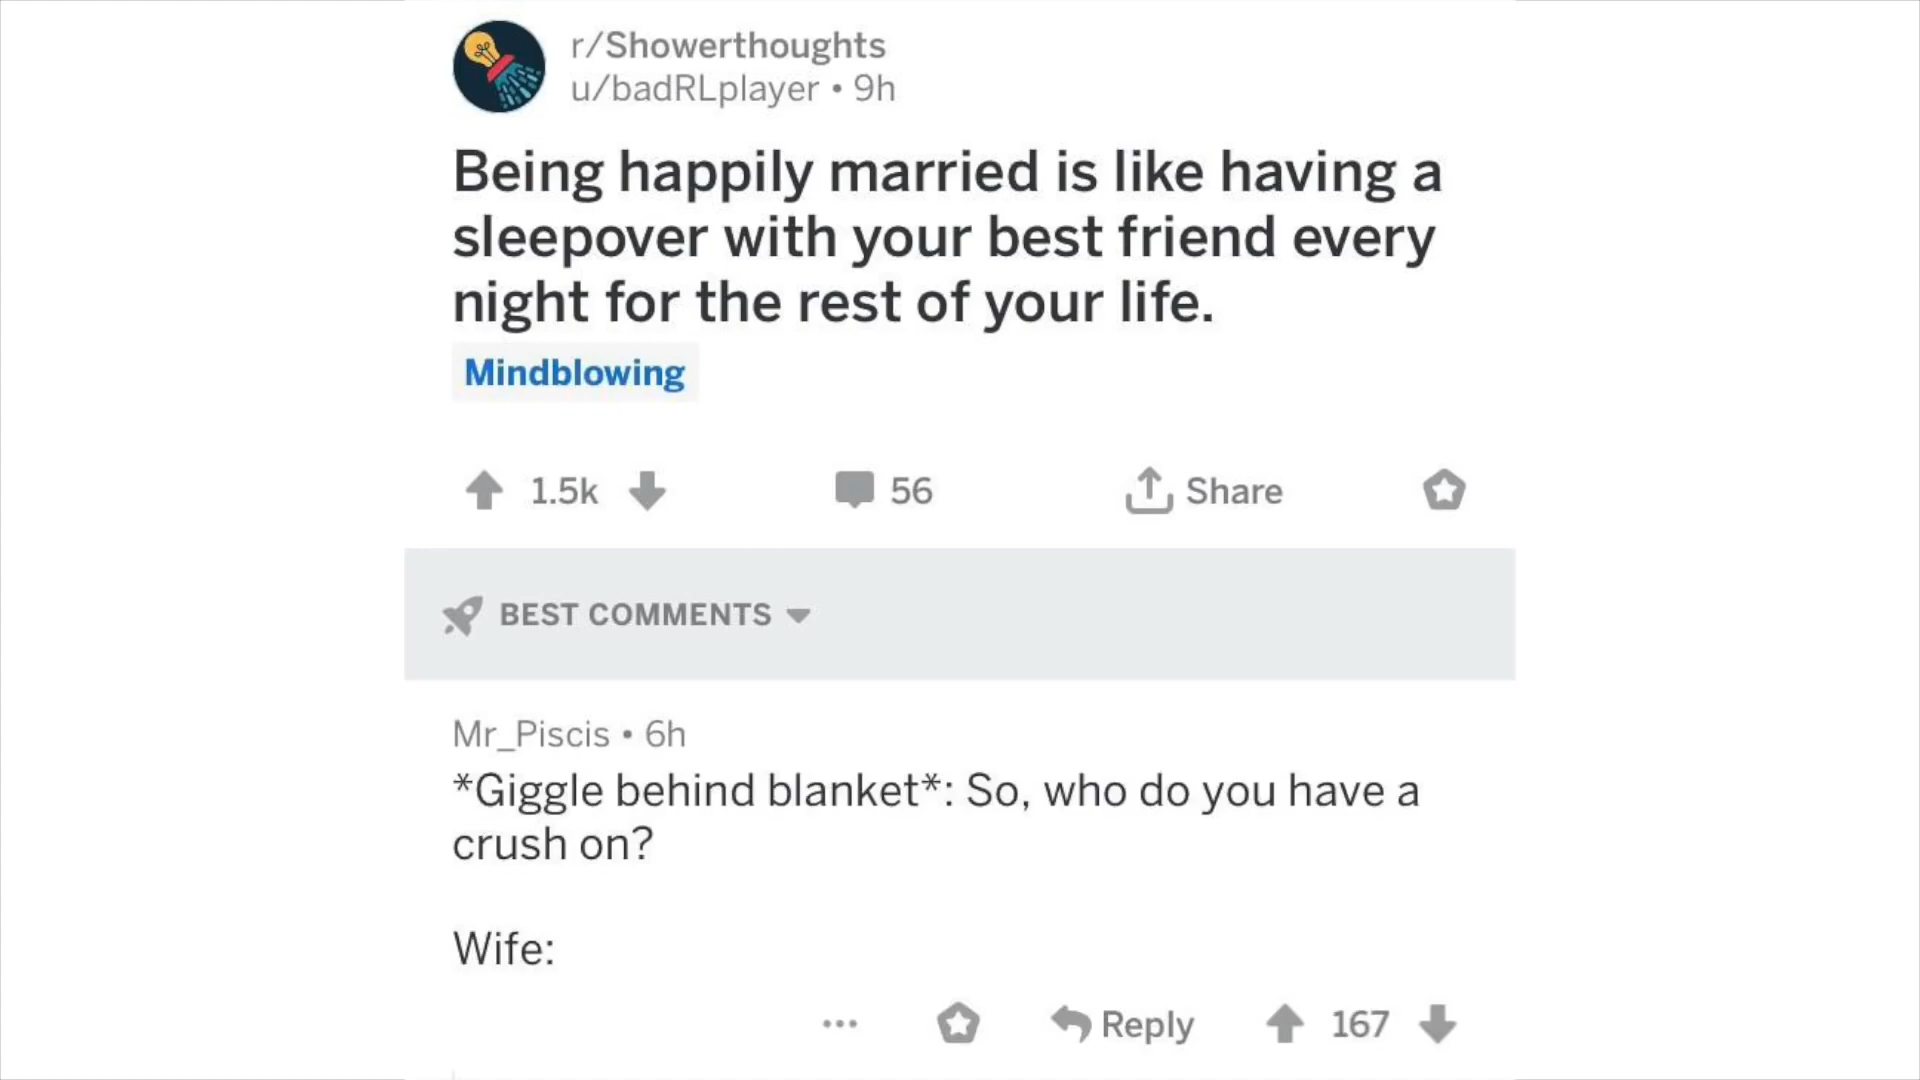 r/Showerthoughts
u/badRLplayer • 9h
Being happily married is like having a
sleepover with your best friend every
night for the rest of your life.
Mindblowing
1.5k 56 Share
BEST COMMENTS
Mr_Piscis • 6h
*Giggle behind blanket*: So, who do you have a
crush on?
Wife:
... Reply 167